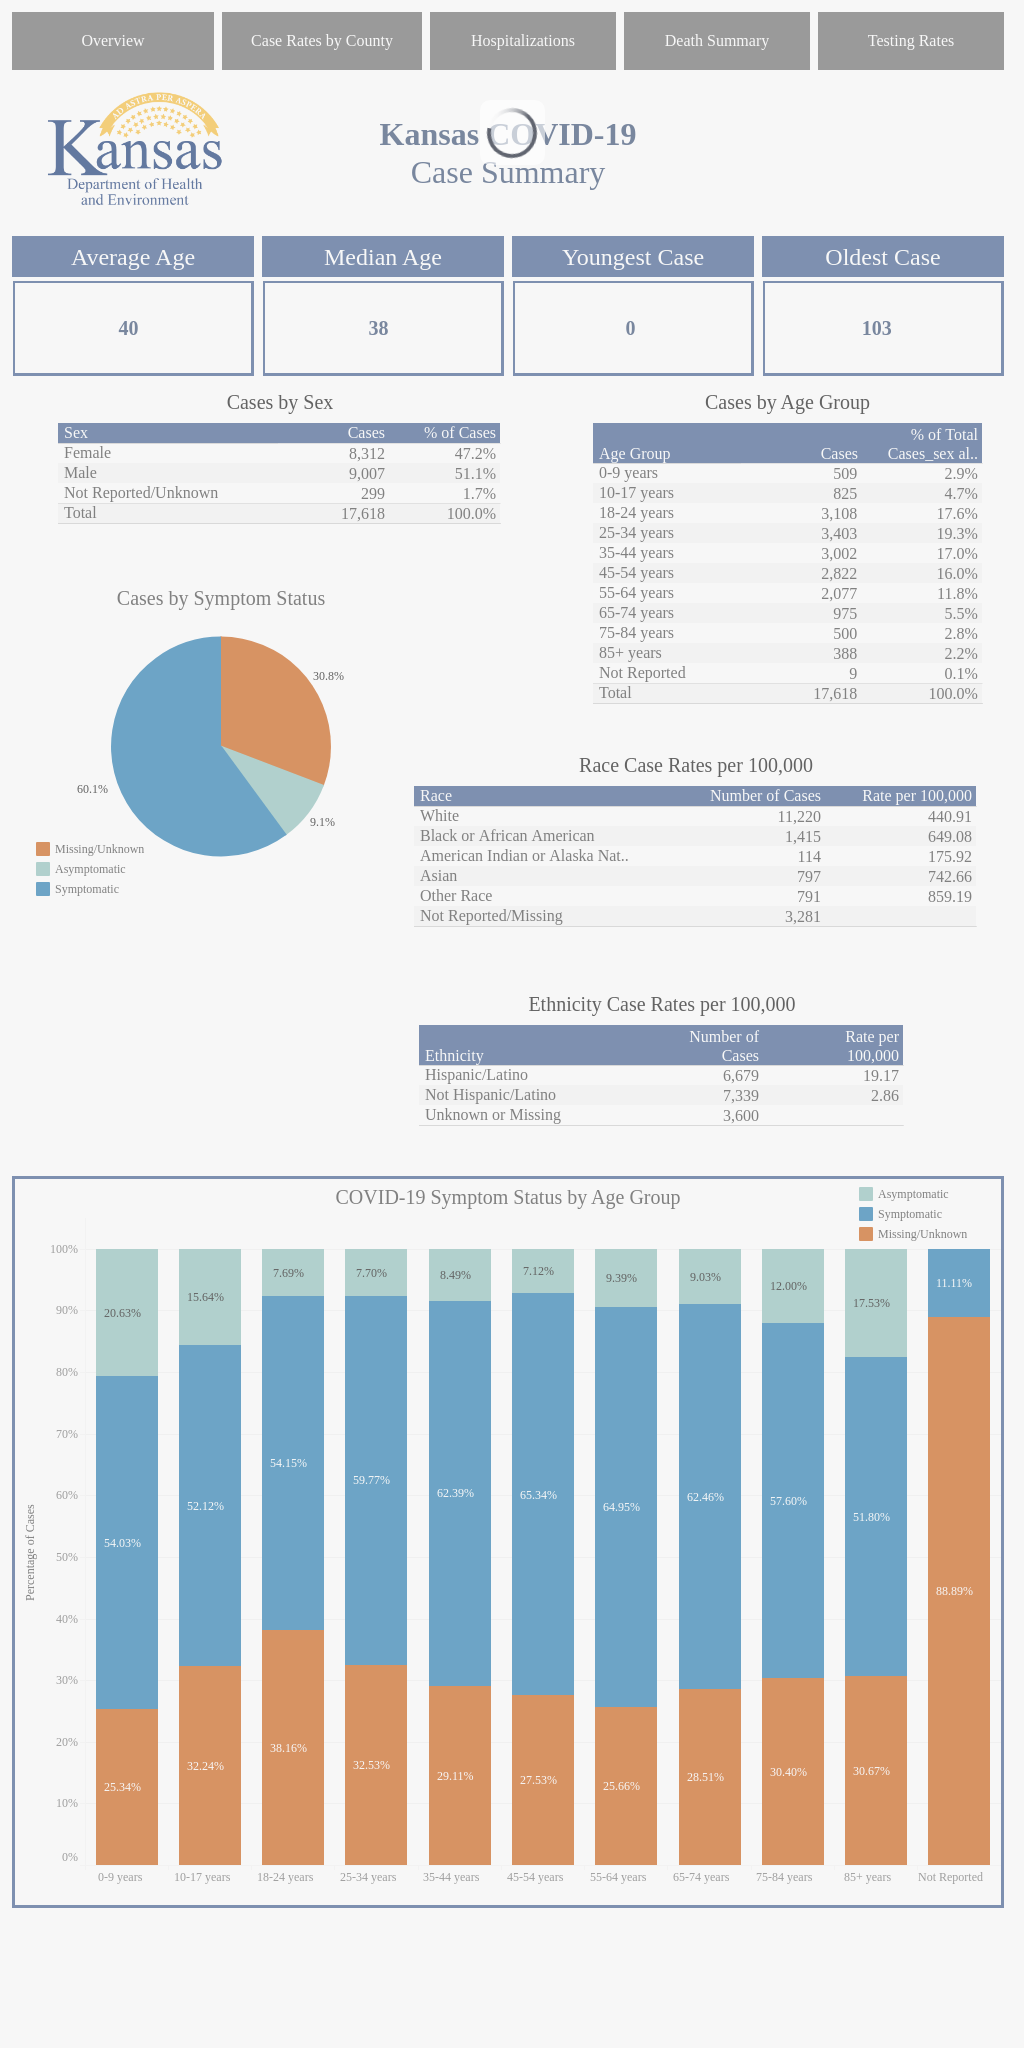 Overview
Case Rates by County
Hospitalizations
Death Summary
Testing Rates
AD ASTRA PER ASPERA
Kansas
Department of Health
and Environment
Kansas COVID-19
Case Summary
Average Age
Median Age
Youngest Case
Oldest Case
40
38
0
103
Cases by Sex
Sex Cases % of Cases
Female 8,312 47.2%
Male 9,007 51.1%
Not Reported/Unknown 299 1.7%
Total 17,618 100.0%
Cases by Age Group
% of Total
Age Group Cases Cases_sex al..
0-9 years 509 2.9%
10-17 years 825 4.7%
18-24 years 3,108 17.6%
25-34 years 3,403 19.3%
35-44 years 3,002 17.0%
45-54 years 2,822 16.0%
55-64 years 2,077 11.8%
65-74 years 975 5.5%
75-84 years 500 2.8%
85+ years 388 2.2%
Not Reported 9 0.1%
Total 17,618 100.0%
Cases by Symptom Status
30.8%
60.1%
9.1%
Missing/Unknown
Asymptomatic
Symptomatic
Race Case Rates per 100,000
Race Number of Cases Rate per 100,000
White 11,220 440.91
Black or African American 1,415 649.08
American Indian or Alaska Nat.. 114 175.92
Asian 797 742.66
Other Race 791 859.19
Not Reported/Missing 3,281
Ethnicity Case Rates per 100,000
Number of Rate per
Ethnicity Cases 100,000
Hispanic/Latino 6,679 19.17
Not Hispanic/Latino 7,339 2.86
Unknown or Missing 3,600
COVID-19 Symptom Status by Age Group
Asymptomatic
Symptomatic
Missing/Unknown
Percentage of Cases
100%
90%
80%
70%
60%
50%
40%
30%
20%
10%
0%
20.63%
15.64%
7.69%
7.70%
8.49%
7.12%
9.39%
9.03%
12.00%
17.53%
11.11%
54.03%
52.12%
54.15%
59.77%
62.39%
65.34%
64.95%
62.46%
57.60%
51.80%
88.89%
25.34%
32.24%
38.16%
32.53%
29.11%
27.53%
25.66%
28.51%
30.40%
30.67%
0-9 years
10-17 years
18-24 years
25-34 years
35-44 years
45-54 years
55-64 years
65-74 years
75-84 years
85+ years
Not Reported